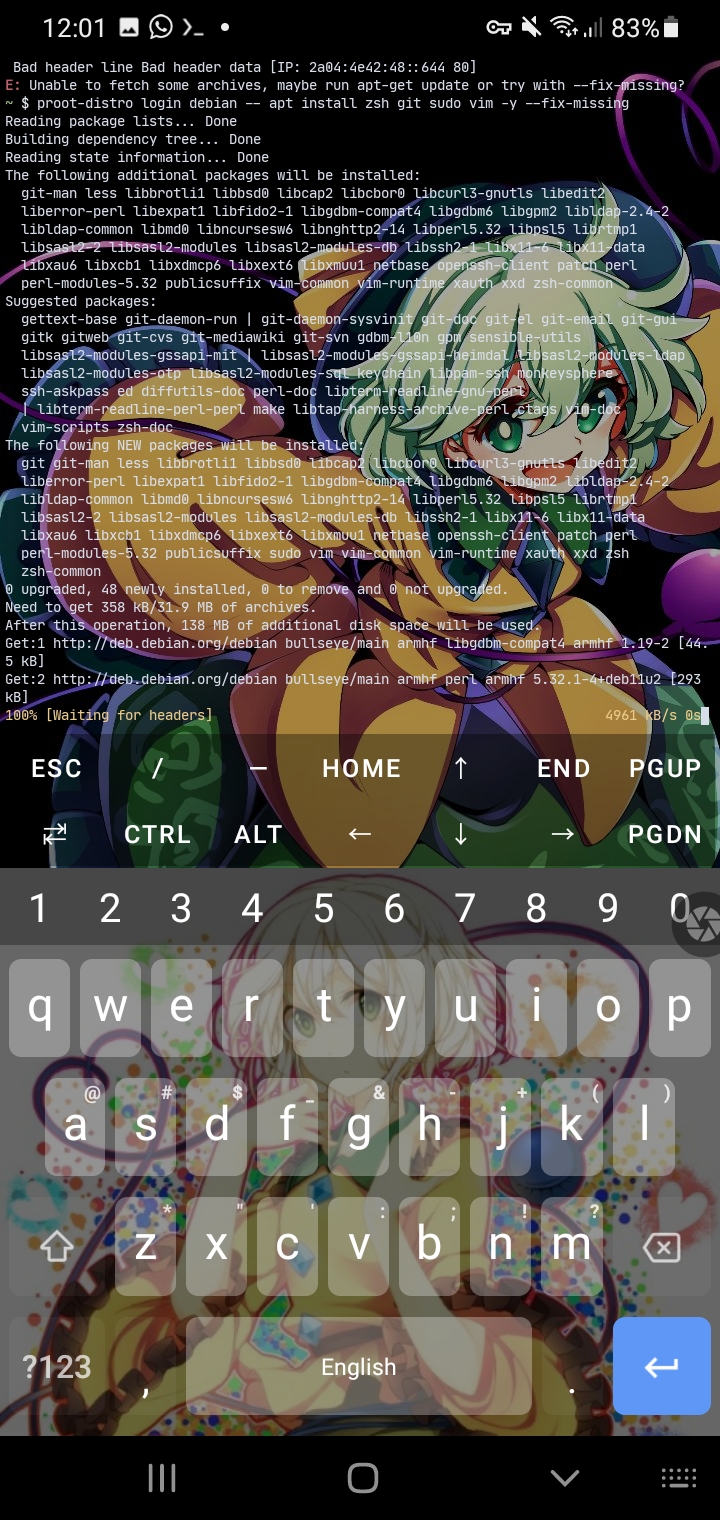 12:01 83%
Bad header line Bad header data [IP: 2a04:4e42:48::644 80]
E: Unable to fetch some archives, maybe run apt-get update or try with --fix-missing?
~ $ proot-distro login debian -- apt install zsh git sudo vim -y --fix-missing
Reading package lists... Done
Building dependency tree... Done
Reading state information... Done
The following additional packages will be installed:
git-man less libbrotli1 libbsd0 libcap2 libcbor0 libcurl3-gnutls libedit2
liberror-perl libexpat1 libfido2-1 libgdbm-compat4 libgdbm6 libgpm2 libldap-2.4-2
libldap-common libmd0 libncursesw6 libnghttp2-14 libperl5.32 libpsl5 librtmp1
libsasl2-2 libsasl2-modules libsasl2-modules-db libssh2-1 libx11-6 libx11-data
libxau6 libxcb1 libxdmcp6 libxext6 libxmuu1 netbase openssh-client patch perl
perl-modules-5.32 publicsuffix vim-common vim-runtime xauth xxd zsh-common
Suggested packages:
gettext-base git-daemon-run | git-daemon-sysvinit git-doc git-el git-email git-gui
gitk gitweb git-cvs git-mediawiki git-svn gdbm-l10n gpm sensible-utils
libsasl2-modules-gssapi-mit | libsasl2-modules-gssapi-heimdal libsasl2-modules-ldap
libsasl2-modules-otp libsasl2-modules-sql keychain libpam-ssh monkeysphere
ssh-askpass ed diffutils-doc perl-doc libterm-readline-gnu-perl
| libterm-readline-perl-perl make libtap-harness-archive-perl ctags vim-doc
vim-scripts zsh-doc
The following NEW packages will be installed:
git git-man less libbrotli1 libbsd0 libcap2 libcbor0 libcurl3-gnutls libedit2
liberror-perl libexpat1 libfido2-1 libgdbm-compat4 libgdbm6 libgpm2 libldap-2.4-2
libldap-common libmd0 libncursesw6 libnghttp2-14 libperl5.32 libpsl5 librtmp1
libsasl2-2 libsasl2-modules libsasl2-modules-db libssh2-1 libx11-6 libx11-data
libxau6 libxcb1 libxdmcp6 libxext6 libxmuu1 netbase openssh-client patch perl
perl-modules-5.32 publicsuffix sudo vim vim-common vim-runtime xauth xxd zsh
zsh-common
0 upgraded, 48 newly installed, 0 to remove and 0 not upgraded.
Need to get 358 kB/31.9 MB of archives.
After this operation, 138 MB of additional disk space will be used.
Get:1 http://deb.debian.org/debian bullseye/main armhf libgdbm-compat4 armhf 1.19-2 [44.
5 kB]
Get:2 http://deb.debian.org/debian bullseye/main armhf perl armhf 5.32.1-4+deb11u2 [293
kB]
100% [Waiting for headers] 4961 kB/s 0s
ESC / — HOME ↑ END PGUP
⇄ CTRL ALT ← ↓ → PGDN
1 2 3 4 5 6 7 8 9 0
q w e r t y u i o p
@ # $ _ & - + ( )
a s d f g h j k l
* " ' : ; ! ?
z x c v b n m
?123 , English .